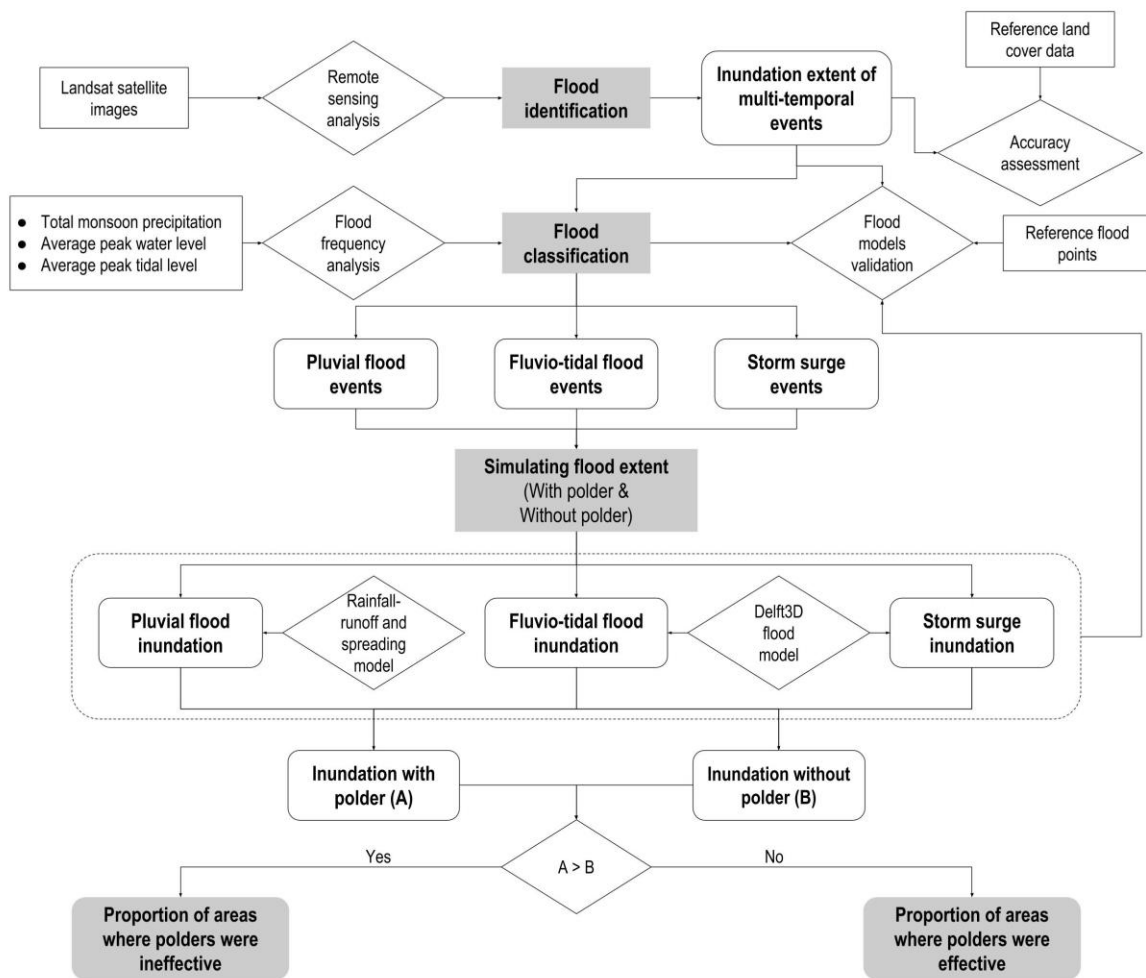 Reference land
cover data
Landsat satellite
images
Remote
sensing
analysis
Flood
identification
Inundation extent of
multi-temporal
events
Accuracy
assessment
● Total monsoon precipitation
● Average peak water level
● Average peak tidal level
Flood
frequency
analysis
Flood
classification
Flood
models
validation
Reference flood
points
Pluvial flood
events
Fluvio-tidal flood
events
Storm surge
events
Simulating flood extent
(With polder &
Without polder)
Pluvial flood
inundation
Rainfall-
runoff and
spreading
model
Fluvio-tidal flood
inundation
Delft3D
flood
model
Storm surge
inundation
Inundation with
polder (A)
Inundation without
polder (B)
Yes
A > B
No
Proportion of areas
where polders were
ineffective
Proportion of areas
where polders were
effective